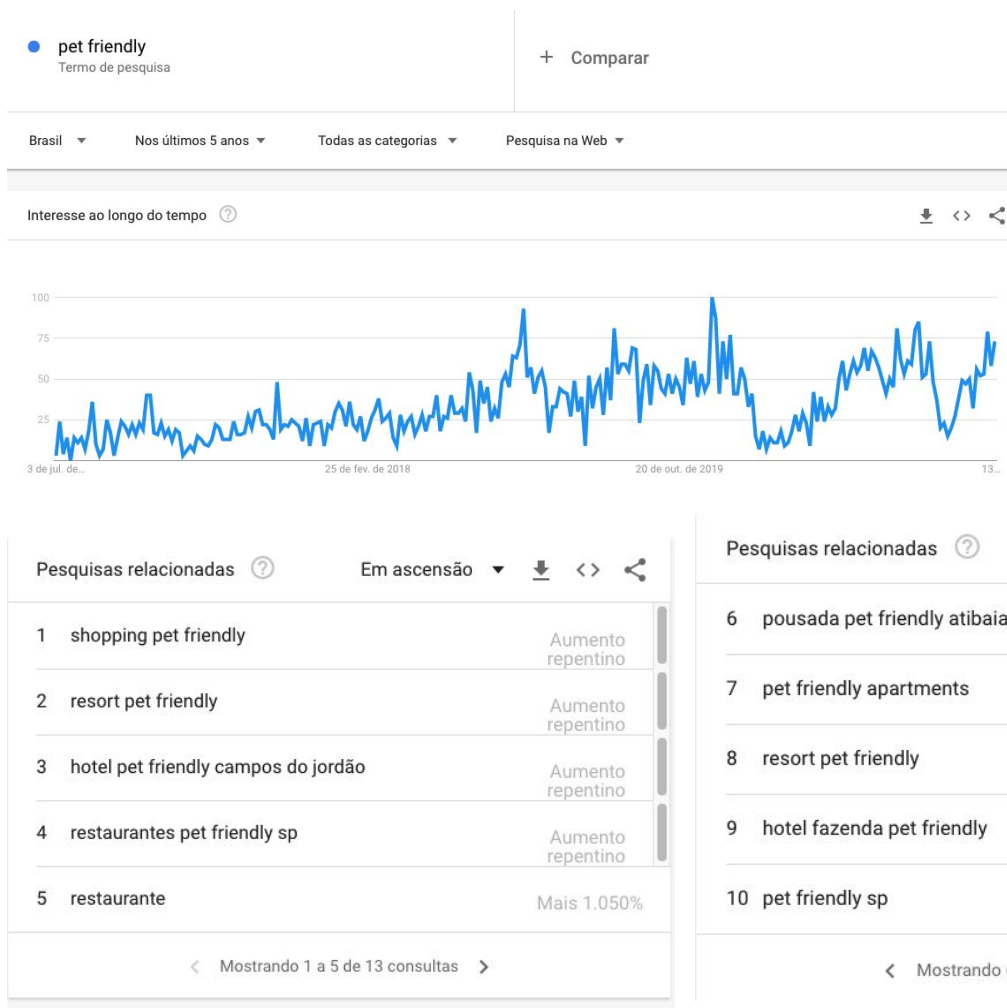 pet friendly
Termo de pesquisa
+ Comparar
Brasil
Nos últimos 5 anos
Todas as categorias
Pesquisa na Web
Interesse ao longo do tempo
100
75
50
25
3 de jul. de...
25 de fev. de 2018
20 de out. de 2019
13...
Pesquisas relacionadas
Em ascensão
1 shopping pet friendly
Aumento
repentino
2 resort pet friendly
Aumento
repentino
3 hotel pet friendly campos do jordão
Aumento
repentino
4 restaurantes pet friendly sp
Aumento
repentino
5 restaurante
Mais 1.050%
Mostrando 1 a 5 de 13 consultas
Pesquisas relacionadas
6 pousada pet friendly atibaia
7 pet friendly apartments
8 resort pet friendly
9 hotel fazenda pet friendly
10 pet friendly sp
Mostrando